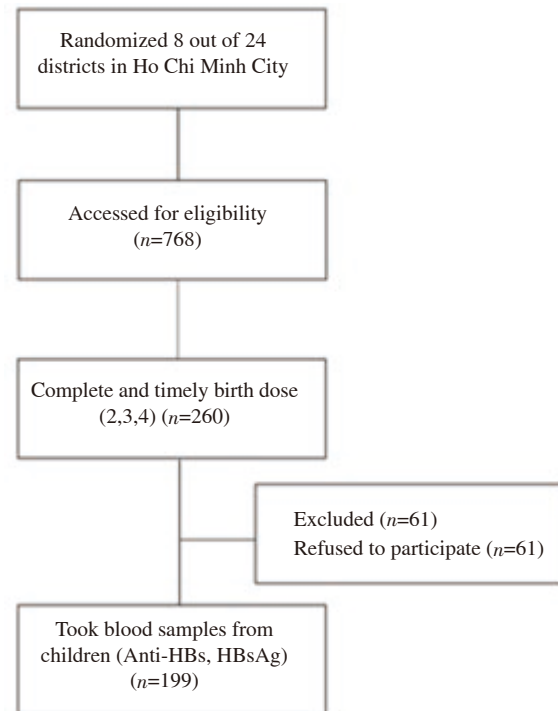 Randomized 8 out of 24
districts in Ho Chi Minh City
Accessed for eligibility
(n=768)
Complete and timely birth dose
(2,3,4) (n=260)
Excluded (n=61)
Refused to participate (n=61)
Took blood samples from
children (Anti-HBs, HBsAg)
(n=199)